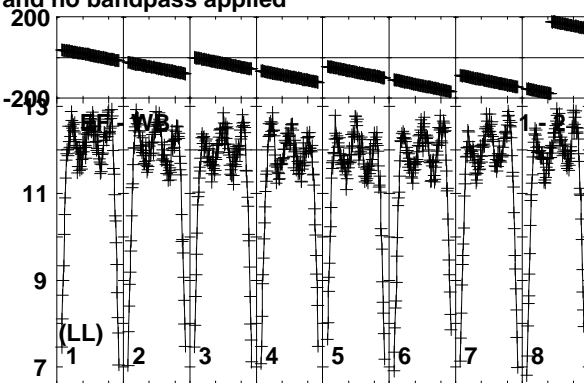 and no bandpass applied
200
-200
13
EF - WB
1 - 2
11
9
(LL)
7
1 2 3 4 5 6 7 8